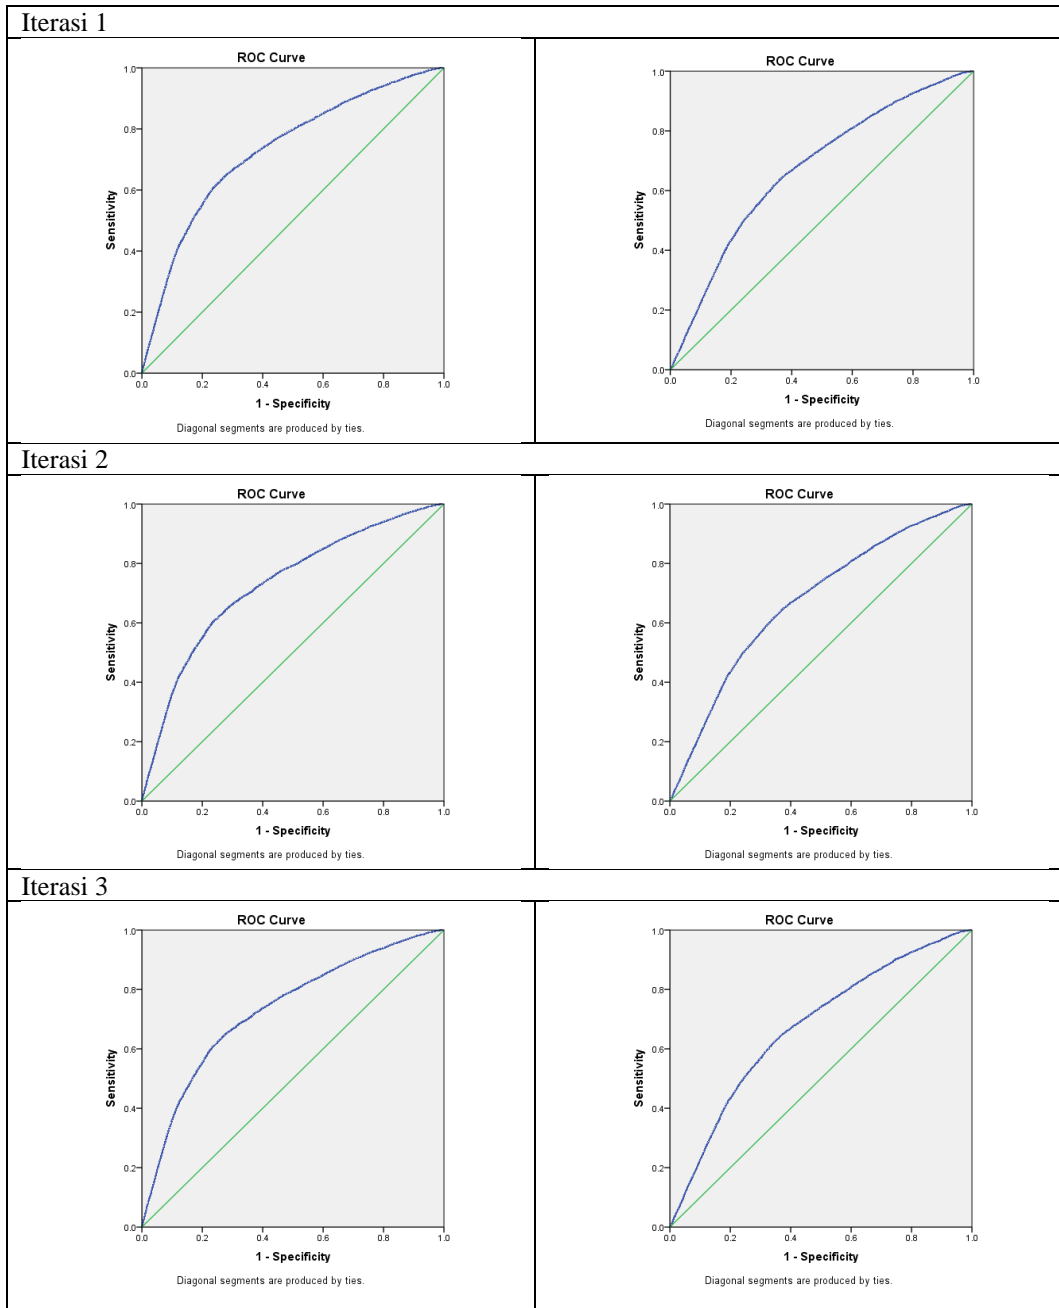 Iterasi 1
ROC Curve
1.0
0.8
0.6
0.4
0.2
0.0
Sensitivity
0.0 0.2 0.4 0.6 0.8 1.0
1 - Specificity
Diagonal segments are produced by ties.
ROC Curve
1.0
0.8
0.6
0.4
0.2
0.0
Sensitivity
0.0 0.2 0.4 0.6 0.8 1.0
1 - Specificity
Diagonal segments are produced by ties.
Iterasi 2
ROC Curve
1.0
0.8
0.6
0.4
0.2
0.0
Sensitivity
0.0 0.2 0.4 0.6 0.8 1.0
1 - Specificity
Diagonal segments are produced by ties.
ROC Curve
1.0
0.8
0.6
0.4
0.2
0.0
Sensitivity
0.0 0.2 0.4 0.6 0.8 1.0
1 - Specificity
Diagonal segments are produced by ties.
Iterasi 3
ROC Curve
1.0
0.8
0.6
0.4
0.2
0.0
Sensitivity
0.0 0.2 0.4 0.6 0.8 1.0
1 - Specificity
Diagonal segments are produced by ties.
ROC Curve
1.0
0.8
0.6
0.4
0.2
0.0
Sensitivity
0.0 0.2 0.4 0.6 0.8 1.0
1 - Specificity
Diagonal segments are produced by ties.